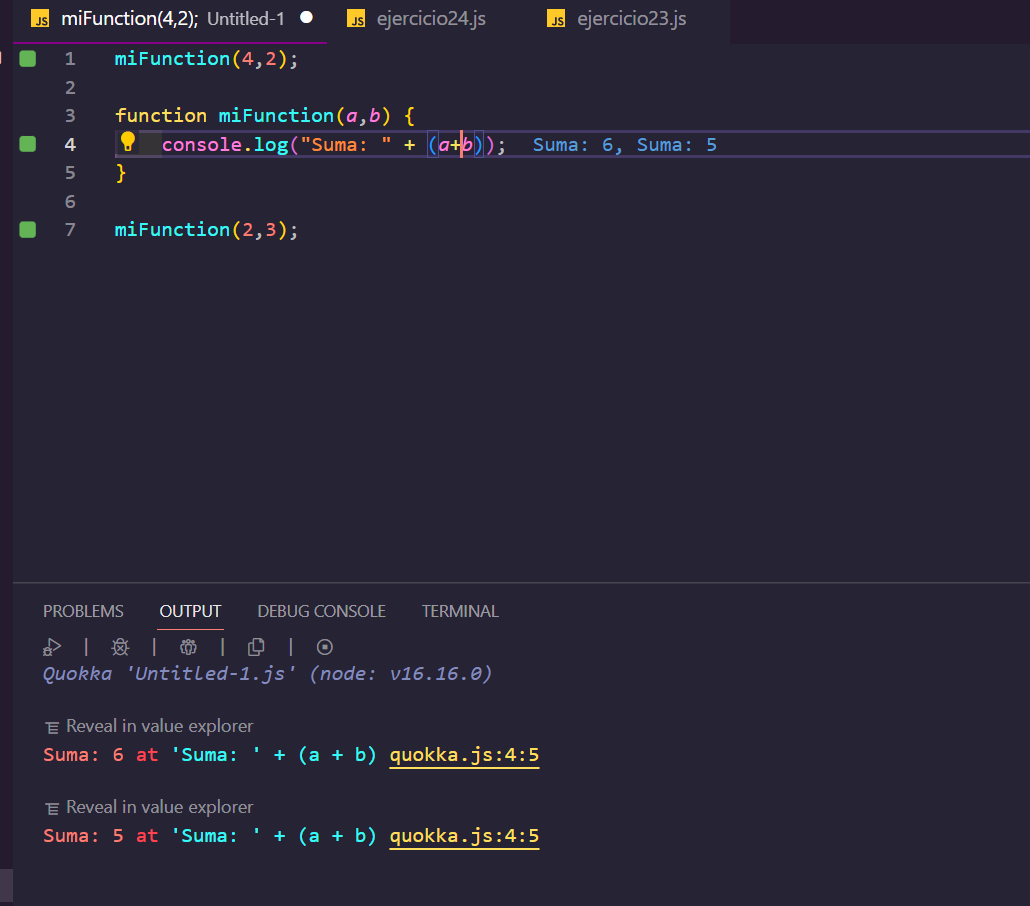 JS miFunction(4,2); Untitled-1 ● JS ejercicio24.js JS ejercicio23.js
1 miFunction(4,2);
2
3 function miFunction(a,b) {
4 console.log("Suma: " + (a+b)); Suma: 6, Suma: 5
5 }
6
7 miFunction(2,3);
PROBLEMS OUTPUT DEBUG CONSOLE TERMINAL
Quokka 'Untitled-1.js' (node: v16.16.0)
Reveal in value explorer
Suma: 6 at 'Suma: ' + (a + b) quokka.js:4:5
Reveal in value explorer
Suma: 5 at 'Suma: ' + (a + b) quokka.js:4:5